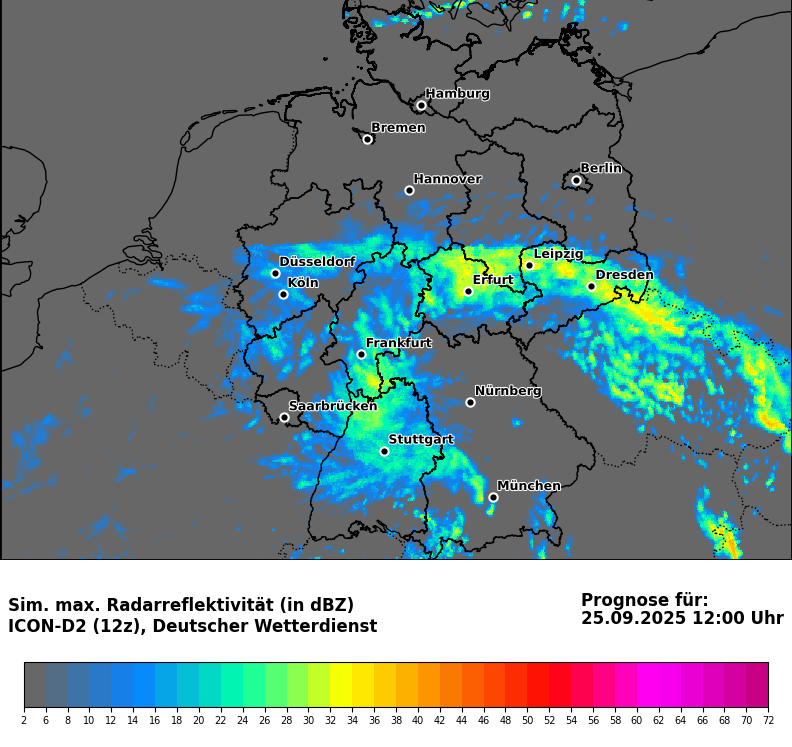 Hamburg
Bremen
Berlin
Hannover
Leipzig
Düsseldorf
Dresden
Erfurt
Köln
Frankfurt
Nürnberg
Saarbrücken
Stuttgart
München
Sim. max. Radarreflektivität (in dBZ)
ICON-D2 (12z), Deutscher Wetterdienst
Prognose für:
25.09.2025 12:00 Uhr
2 6 8 10 12 14 16 18 20 22 24 26 28 30 32 34 36 38 40 42 44 46 48 50 52 54 56 58 60 62 64 66 68 70 72